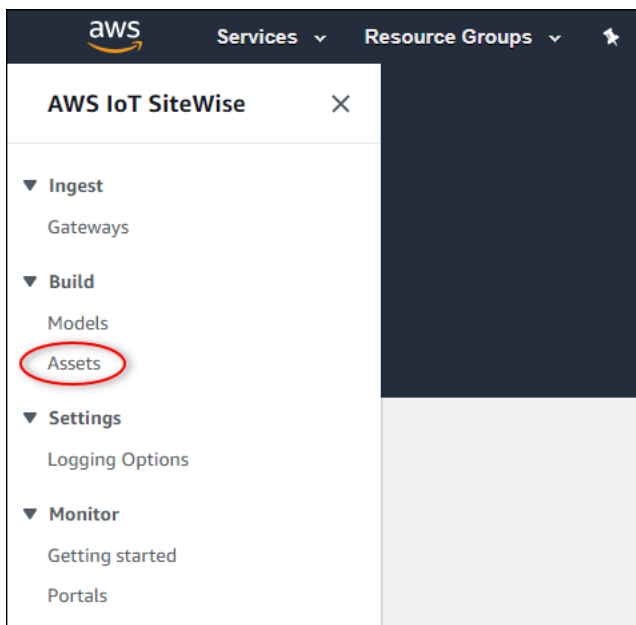 aws Services Resource Groups
AWS IoT SiteWise
Ingest
Gateways
Build
Models
Assets
Settings
Logging Options
Monitor
Getting started
Portals